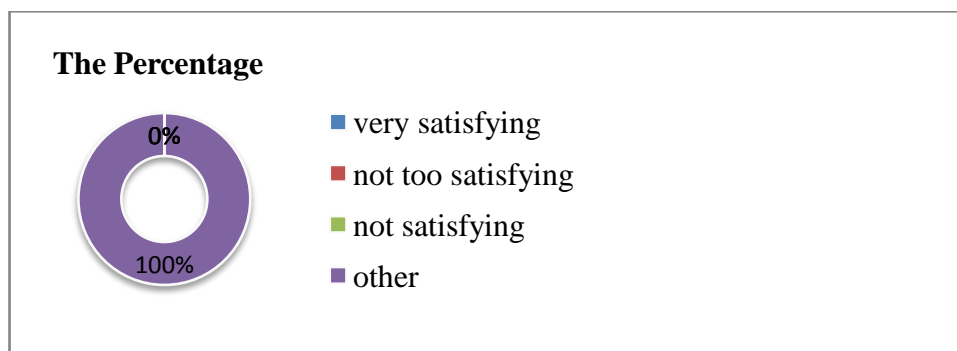 The Percentage
0%
100%
very satisfying
not too satisfying
not satisfying
other